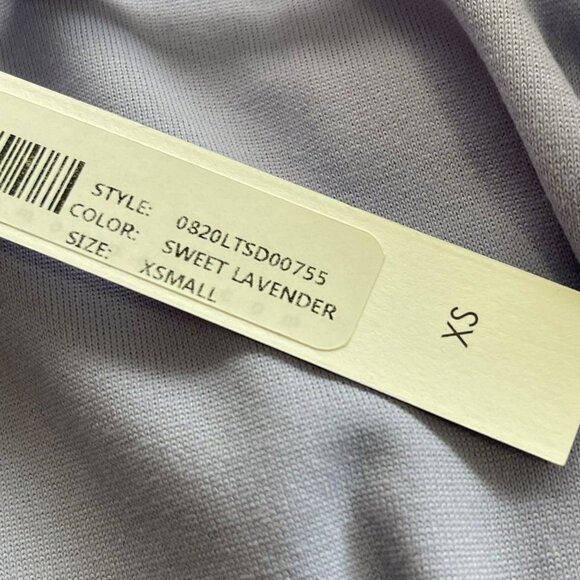 STYLE: 0820LTSD00755
COLOR: SWEET LAVENDER
SIZE: XSMALL
XS